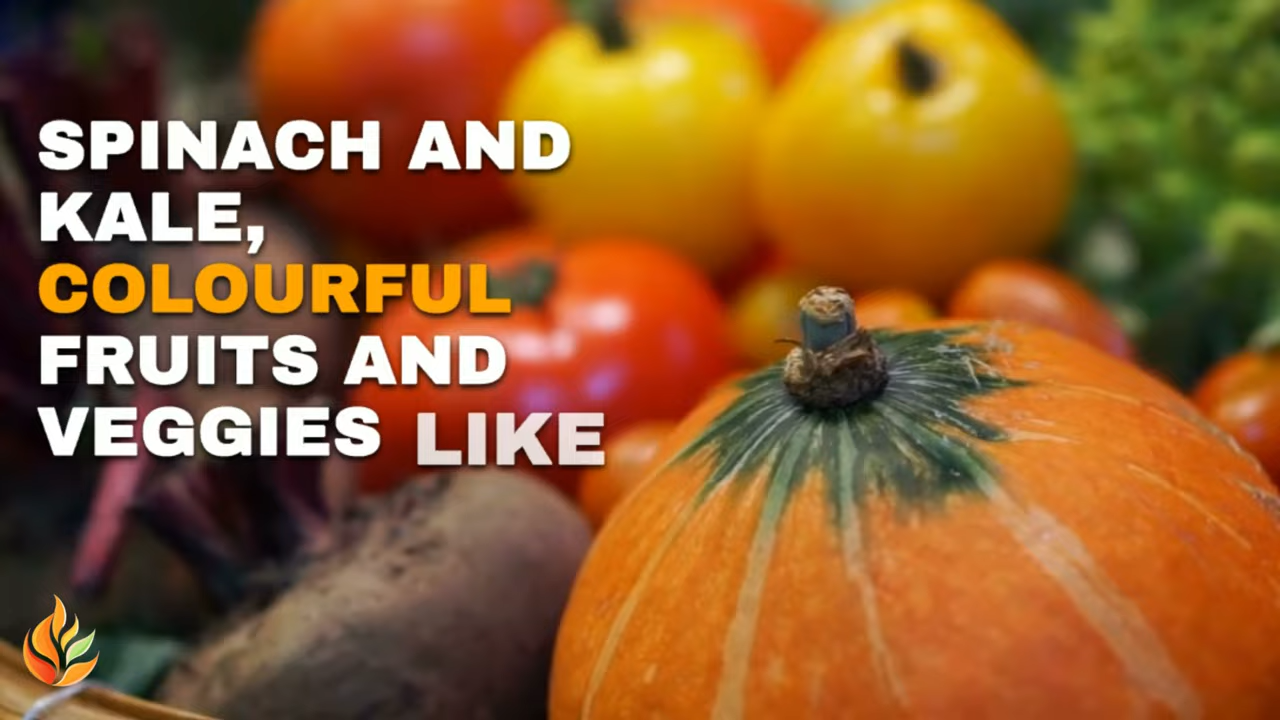 SPINACH AND
KALE,
COLOURFUL
FRUITS AND
VEGGIES LIKE